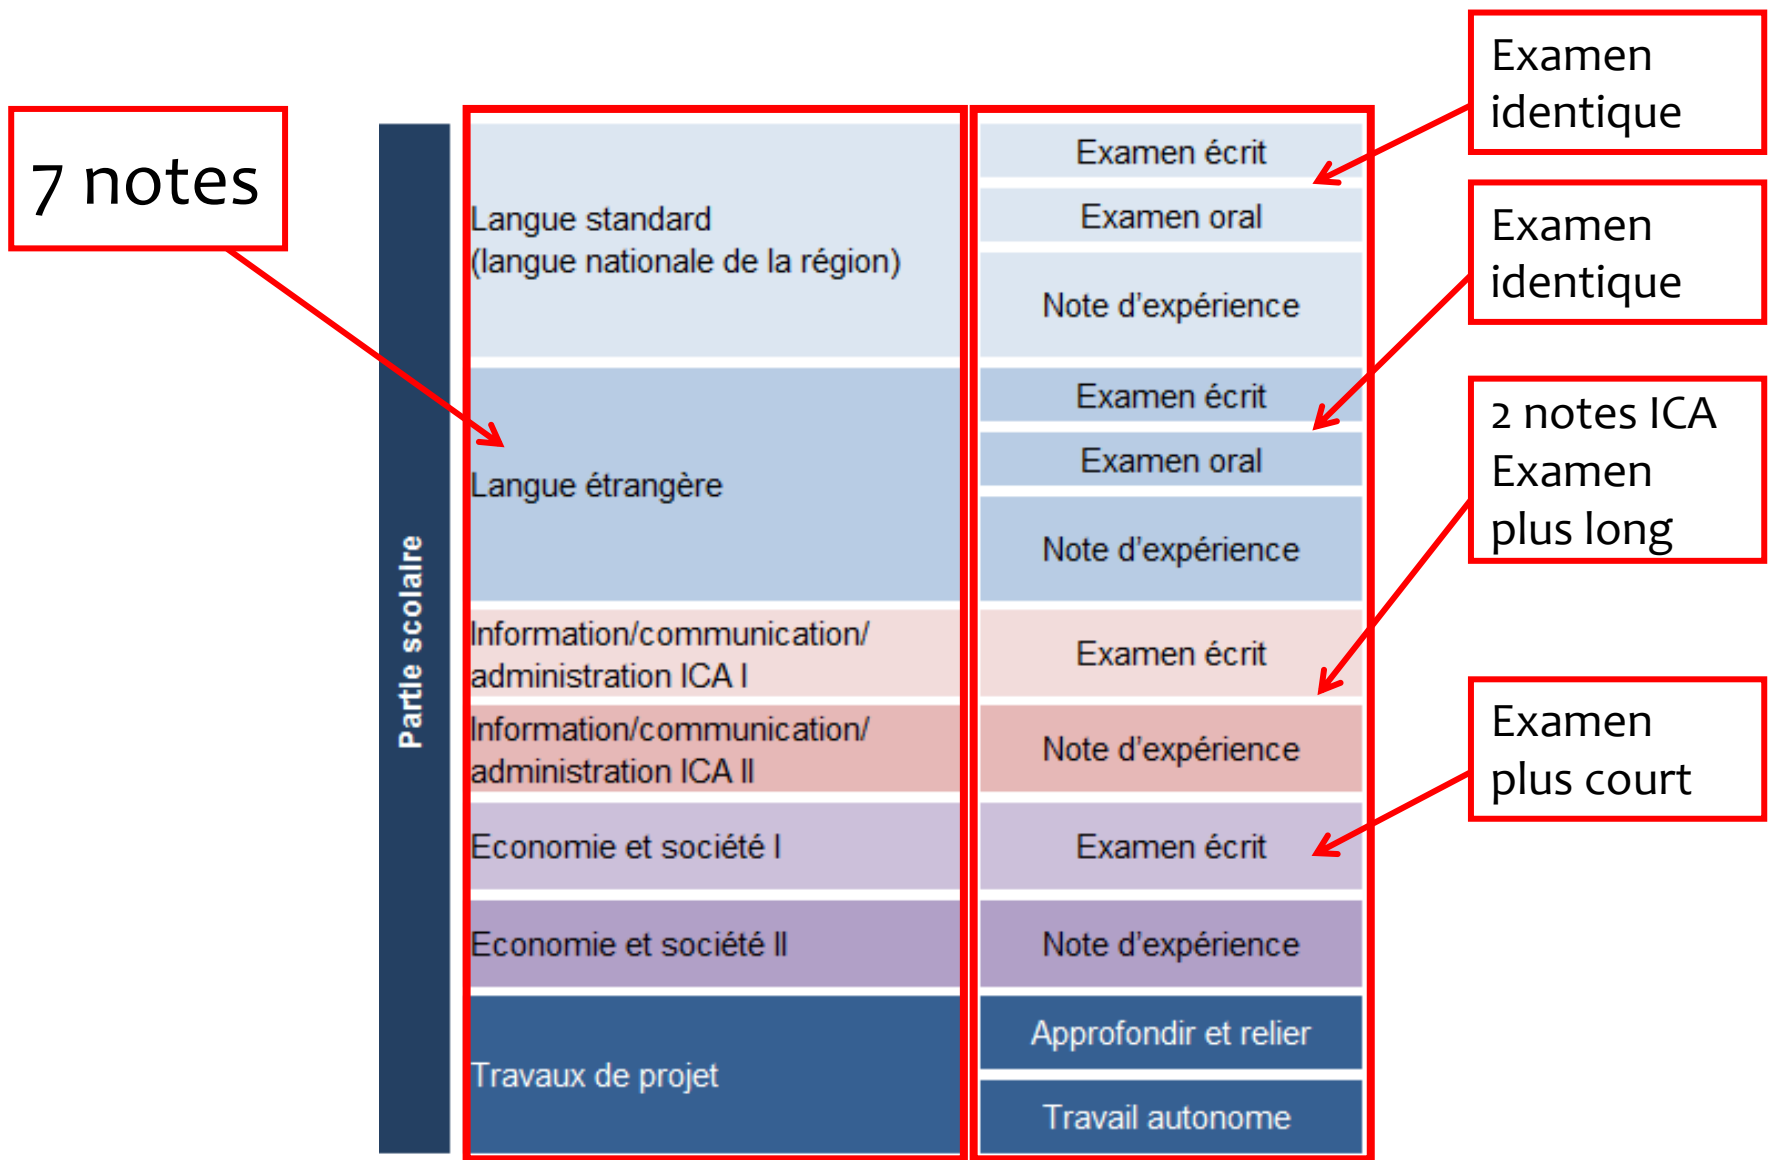 7 notes
Partie scolaire
Langue standard
(langue nationale de la région)
Examen écrit
Examen oral
Note d'expérience
Langue étrangère
Examen écrit
Examen oral
Note d'expérience
Information/communication/
administration ICA I
Examen écrit
Information/communication/
administration ICA II
Note d'expérience
Economie et société I
Examen écrit
Economie et société II
Note d'expérience
Travaux de projet
Approfondir et relier
Travail autonome
Examen
identique
Examen
identique
2 notes ICA
Examen
plus long
Examen
plus court